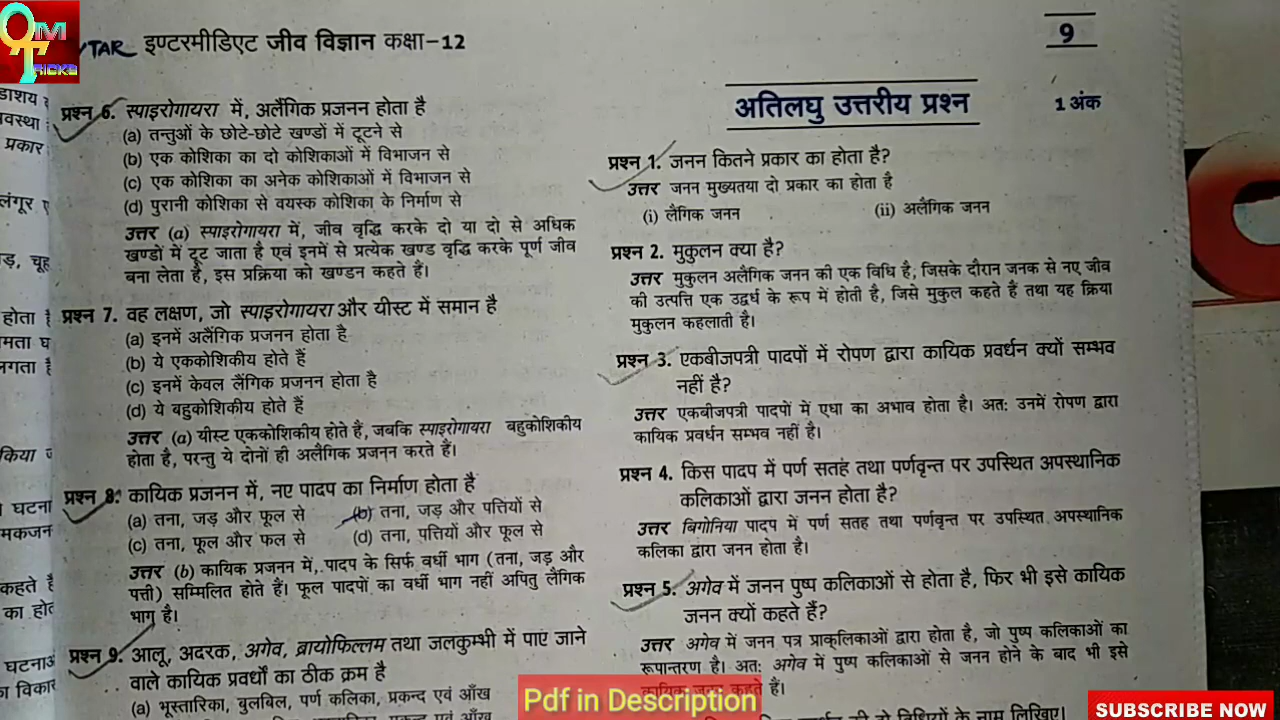 OM
TRICKS
TAR इण्टरमीडिएट जीव विज्ञान कक्षा-12
9
प्रश्न 6. स्पाइरोगायरा में, अलैंगिक प्रजनन होता है
(a) तन्तुओं के छोटे-छोटे खण्डों में टूटने से
(b) एक कोशिका का दो कोशिकाओं में विभाजन से
(c) एक कोशिका का अनेक कोशिकाओं में विभाजन से
(d) पुरानी कोशिका से वयस्क कोशिका के निर्माण से
उत्तर (a) स्पाइरोगायरा में, जीव वृद्धि करके दो या दो से अधिक
खण्डों में टूट जाता है एवं इनमें से प्रत्येक खण्ड वृद्धि करके पूर्ण जीव
बना लेता है, इस प्रक्रिया को खण्डन कहते हैं।
प्रश्न 7. वह लक्षण, जो स्पाइरोगायरा और यीस्ट में समान है
(a) इनमें अलैंगिक प्रजनन होता है
(b) ये एककोशिकीय होते हैं
(c) इनमें केवल लैंगिक प्रजनन होता है
(d) ये बहुकोशिकीय होते हैं
उत्तर (a) यीस्ट एककोशिकीय होते हैं, जबकि स्पाइरोगायरा बहुकोशिकीय
होता है, परन्तु ये दोनों ही अलैंगिक प्रजनन करते हैं।
प्रश्न 8. कायिक प्रजनन में, नए पादप का निर्माण होता है
(a) तना, जड़ और फूल से (b) तना, जड़ और पत्तियों से
(c) तना, फूल और फल से (d) तना, पत्तियों और फूल से
उत्तर (b) कायिक प्रजनन में, पादप के सिर्फ वर्धी भाग (तना, जड़ और
पत्ती) सम्मिलित होते हैं। फूल पादपों का वर्धी भाग नहीं अपितु लैंगिक
भाग है।
प्रश्न 9. आलू, अदरक, अगेव, ब्रायोफिल्लम तथा जलकुम्भी में पाए जाने
वाले कायिक प्रवर्धों का ठीक क्रम है
(a) भूस्तारिका, बुलबिल, पर्ण कलिका, प्रकन्द एवं आँख
अतिलघु उत्तरीय प्रश्न 1 अंक
प्रश्न 1. जनन कितने प्रकार का होता है?
उत्तर जनन मुख्यतया दो प्रकार का होता है
(i) लैंगिक जनन (ii) अलैंगिक जनन
प्रश्न 2. मुकुलन क्या है?
उत्तर मुकुलन अलैंगिक जनन की एक विधि है, जिसके दौरान जनक से नए जीव
की उत्पत्ति एक उद्वर्ध के रूप में होती है, जिसे मुकुल कहते हैं तथा यह क्रिया
मुकुलन कहलाती है।
प्रश्न 3. एकबीजपत्री पादपों में रोपण द्वारा कायिक प्रवर्धन क्यों सम्भव
नहीं है?
उत्तर एकबीजपत्री पादपों में एधा का अभाव होता है। अत: उनमें रोपण द्वारा
कायिक प्रवर्धन सम्भव नहीं है।
प्रश्न 4. किस पादप में पर्ण सतह तथा पर्णवृन्त पर उपस्थित अपस्थानिक
कलिकाओं द्वारा जनन होता है?
उत्तर बिगोनिया पादप में पर्ण सतह तथा पर्णवृन्त पर उपस्थित अपस्थानिक
कलिका द्वारा जनन होता है।
प्रश्न 5. अगेव में जनन पुष्प कलिकाओं से होता है, फिर भी इसे कायिक
जनन क्यों कहते हैं?
उत्तर अगेव में जनन पत्र प्राक्लिकाओं द्वारा होता है, जो पुष्प कलिकाओं का
रूपान्तरण है। अत: अगेव में पुष्प कलिकाओं से जनन होने के बाद भी इसे
कायिक जनन कहते हैं।
Pdf in Description
SUBSCRIBE NOW